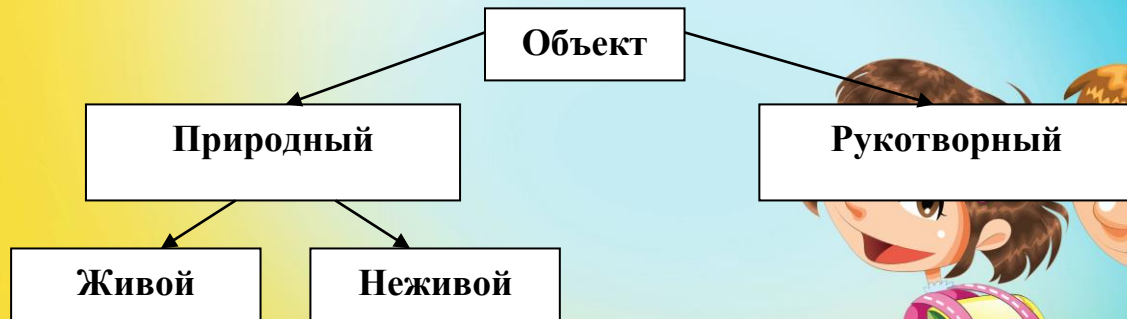 Объект
Природный
Рукотворный
Живой
Неживой